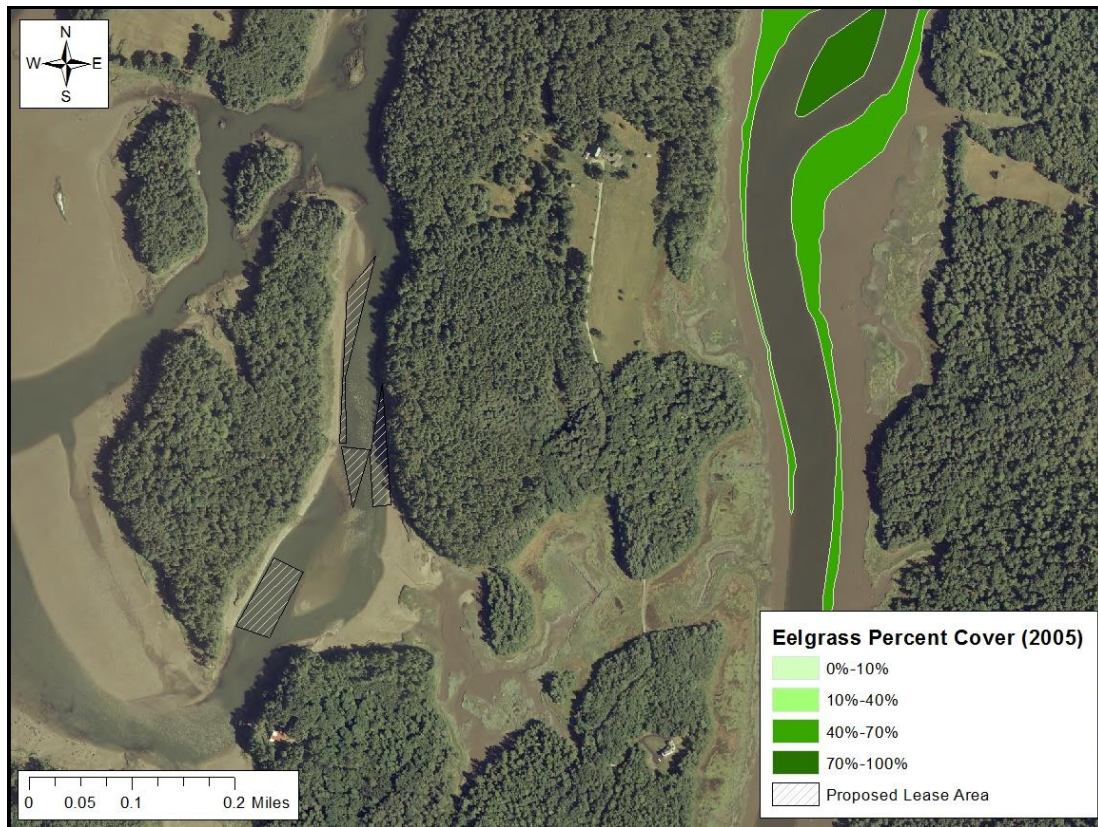 N
W E
S
Eelgrass Percent Cover (2005)
0%-10%
10%-40%
40%-70%
70%-100%
Proposed Lease Area
0 0.05 0.1 0.2 Miles